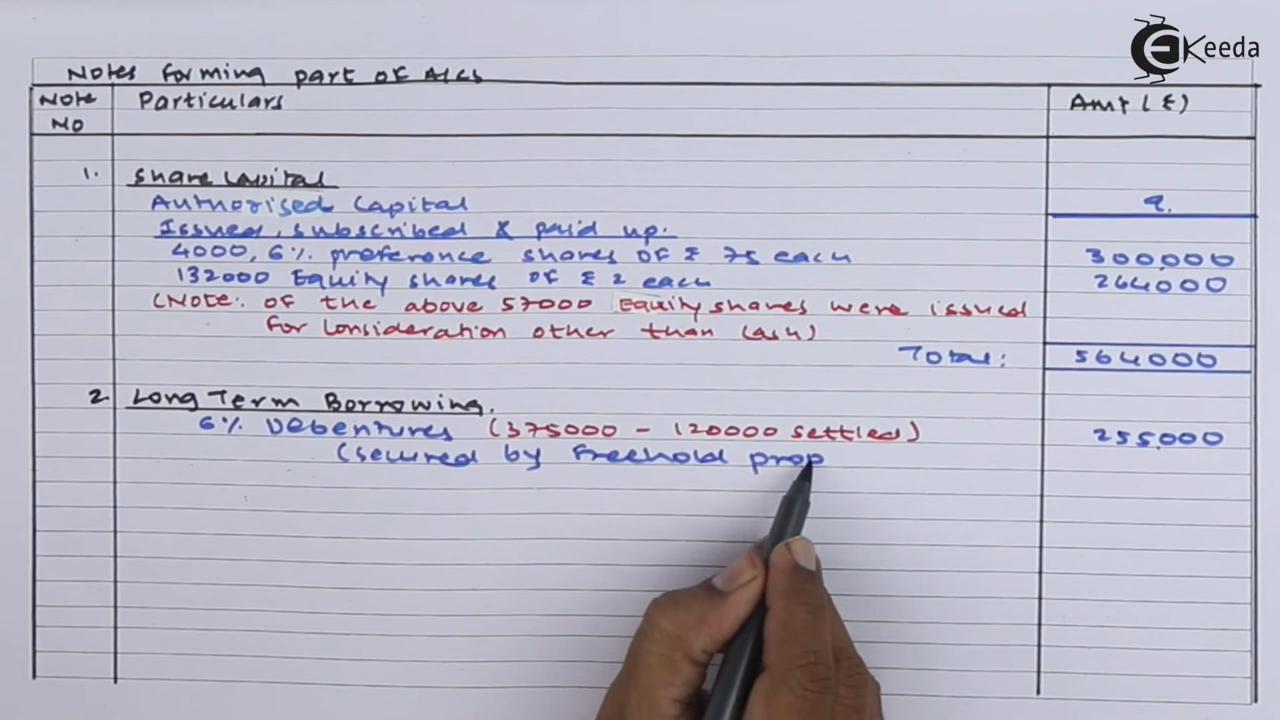 Keeda
Notes forming part of A/cs
Note No
Particulars
Amt (₹)
1. Share Capital
Authorised Capital ?
Issued, subscribed & paid up.
4000, 6% preference shares of ₹ 75 each 300000
132000 Equity shares of ₹ 2 each 264000
(Note: of the above 57000 Equity shares were issued
for consideration other than cash)
Total: 564000
2. Long Term Borrowing.
6% Debentures (375000 - 120000 settled) 255000
(secured by Freehold prop